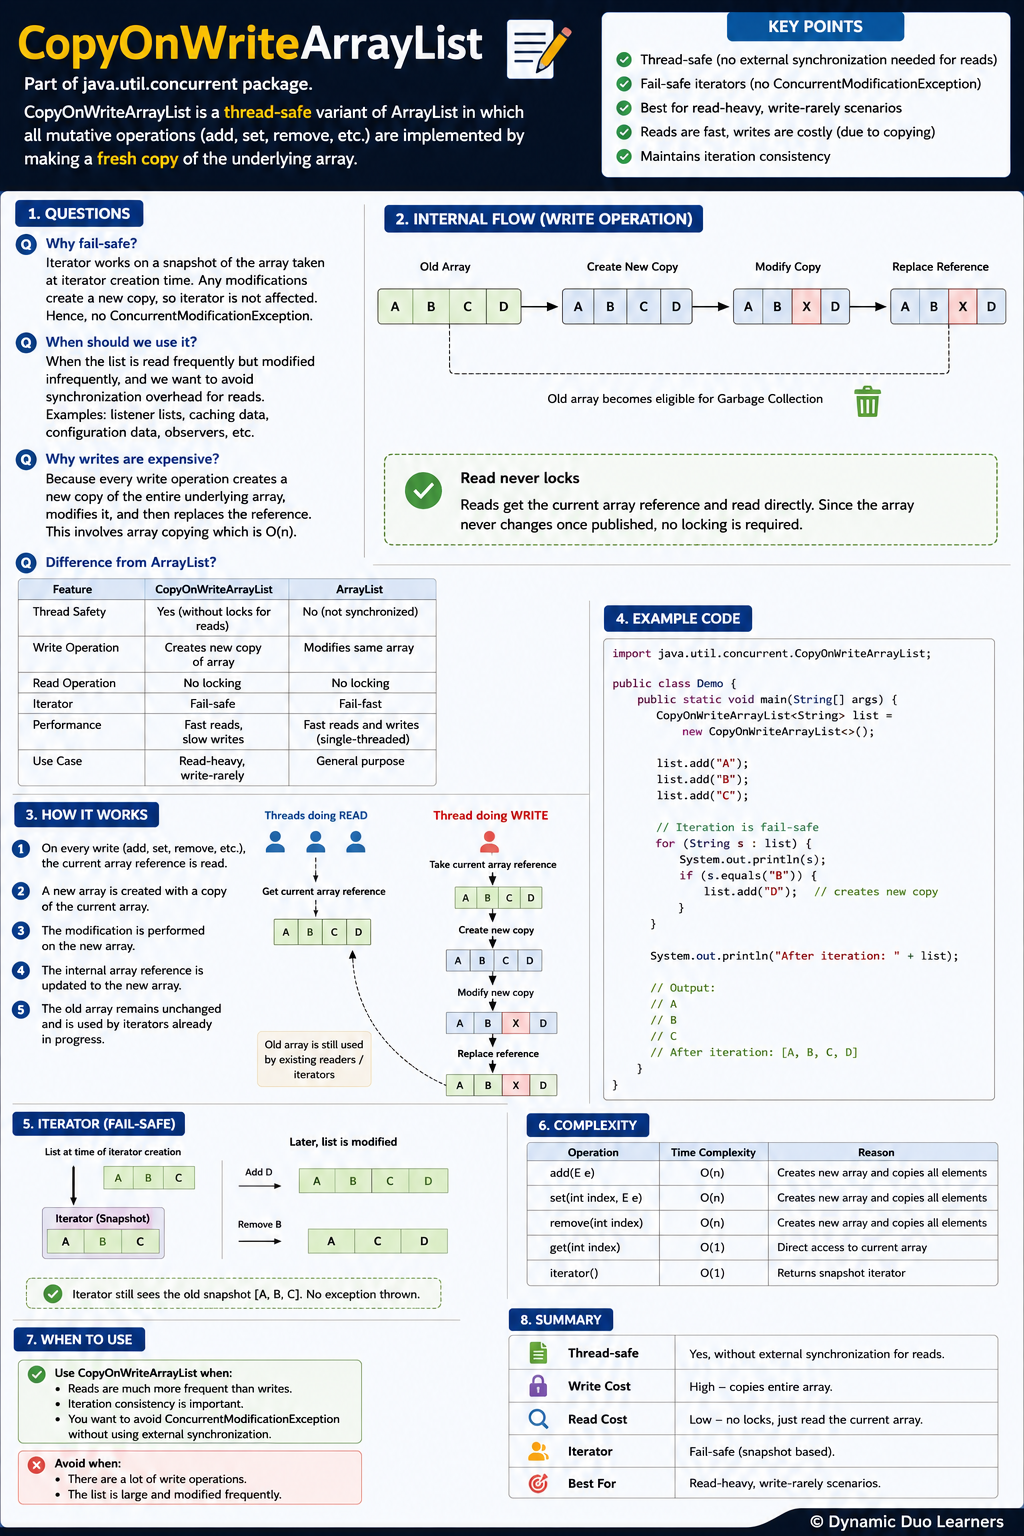 CopyOnWriteArrayList
Part of java.util.concurrent package.
CopyOnWriteArrayList is a thread-safe variant of ArrayList in which
all mutative operations (add, set, remove, etc.) are implemented by
making a fresh copy of the underlying array.
KEY POINTS
Thread-safe (no external synchronization needed for reads)
Fail-safe iterators (no ConcurrentModificationException)
Best for read-heavy, write-rarely scenarios
Reads are fast, writes are costly (due to copying)
Maintains iteration consistency
1. QUESTIONS
Q Why fail-safe?
Iterator works on a snapshot of the array taken
at iterator creation time. Any modifications
create a new copy, so iterator is not affected.
Hence, no ConcurrentModificationException.
Q When should we use it?
When the list is read frequently but modified
infrequently, and we want to avoid
synchronization overhead for reads.
Examples: listener lists, caching data,
configuration data, observers, etc.
Q Why writes are expensive?
Because every write operation creates a
new copy of the entire underlying array,
modifies it, and then replaces the reference.
This involves array copying which is O(n).
Q Difference from ArrayList?
Feature CopyOnWriteArrayList ArrayList
Thread Safety Yes (without locks for No (not synchronized)
reads)
Write Operation Creates new copy Modifies same array
of array
Read Operation No locking No locking
Iterator Fail-safe Fail-fast
Performance Fast reads, Fast reads and writes
slow writes (single-threaded)
Use Case Read-heavy, General purpose
write-rarely
2. INTERNAL FLOW (WRITE OPERATION)
Old Array Create New Copy Modify Copy Replace Reference
A B C D A B C D A B X D A B X D
Old array becomes eligible for Garbage Collection
Read never locks
Reads get the current array reference and read directly. Since the array
never changes once published, no locking is required.
3. HOW IT WORKS
1 On every write (add, set, remove, etc.),
the current array reference is read.
2 A new array is created with a copy
of the current array.
3 The modification is performed
on the new array.
4 The internal array reference is
updated to the new array.
5 The old array remains unchanged
and is used by iterators already
in progress.
Threads doing READ
Get current array reference
A B C D
Old array is still used
by existing readers /
iterators
Thread doing WRITE
Take current array reference
A B C D
Create new copy
A B C D
Modify new copy
A B X D
Replace reference
A B X D
4. EXAMPLE CODE
import java.util.concurrent.CopyOnWriteArrayList;
public class Demo {
public static void main(String[] args) {
CopyOnWriteArrayList<String> list =
new CopyOnWriteArrayList<>();
list.add("A");
list.add("B");
list.add("C");
// Iteration is fail-safe
for (String s : list) {
System.out.println(s);
if (s.equals("B")) {
list.add("D"); // creates new copy
}
}
System.out.println("After iteration: " + list);
// Output:
// A
// B
// C
// After iteration: [A, B, C, D]
}
}
5. ITERATOR (FAIL-SAFE)
List at time of iterator creation
A B C
Iterator (Snapshot)
A B C
Later, list is modified
Add D
A B C D
Remove B
A C D
Iterator still sees the old snapshot [A, B, C]. No exception thrown.
6. COMPLEXITY
Operation Time Complexity Reason
add(E e) O(n) Creates new array and copies all elements
set(int index, E e) O(n) Creates new array and copies all elements
remove(int index) O(n) Creates new array and copies all elements
get(int index) O(1) Direct access to current array
iterator() O(1) Returns snapshot iterator
7. WHEN TO USE
Use CopyOnWriteArrayList when:
• Reads are much more frequent than writes.
• Iteration consistency is important.
• You want to avoid ConcurrentModificationException
without using external synchronization.
Avoid when:
• There are a lot of write operations.
• The list is large and modified frequently.
8. SUMMARY
Thread-safe Yes, without external synchronization for reads.
Write Cost High – copies entire array.
Read Cost Low – no locks, just read the current array.
Iterator Fail-safe (snapshot based).
Best For Read-heavy, write-rarely scenarios.
© Dynamic Duo Learners